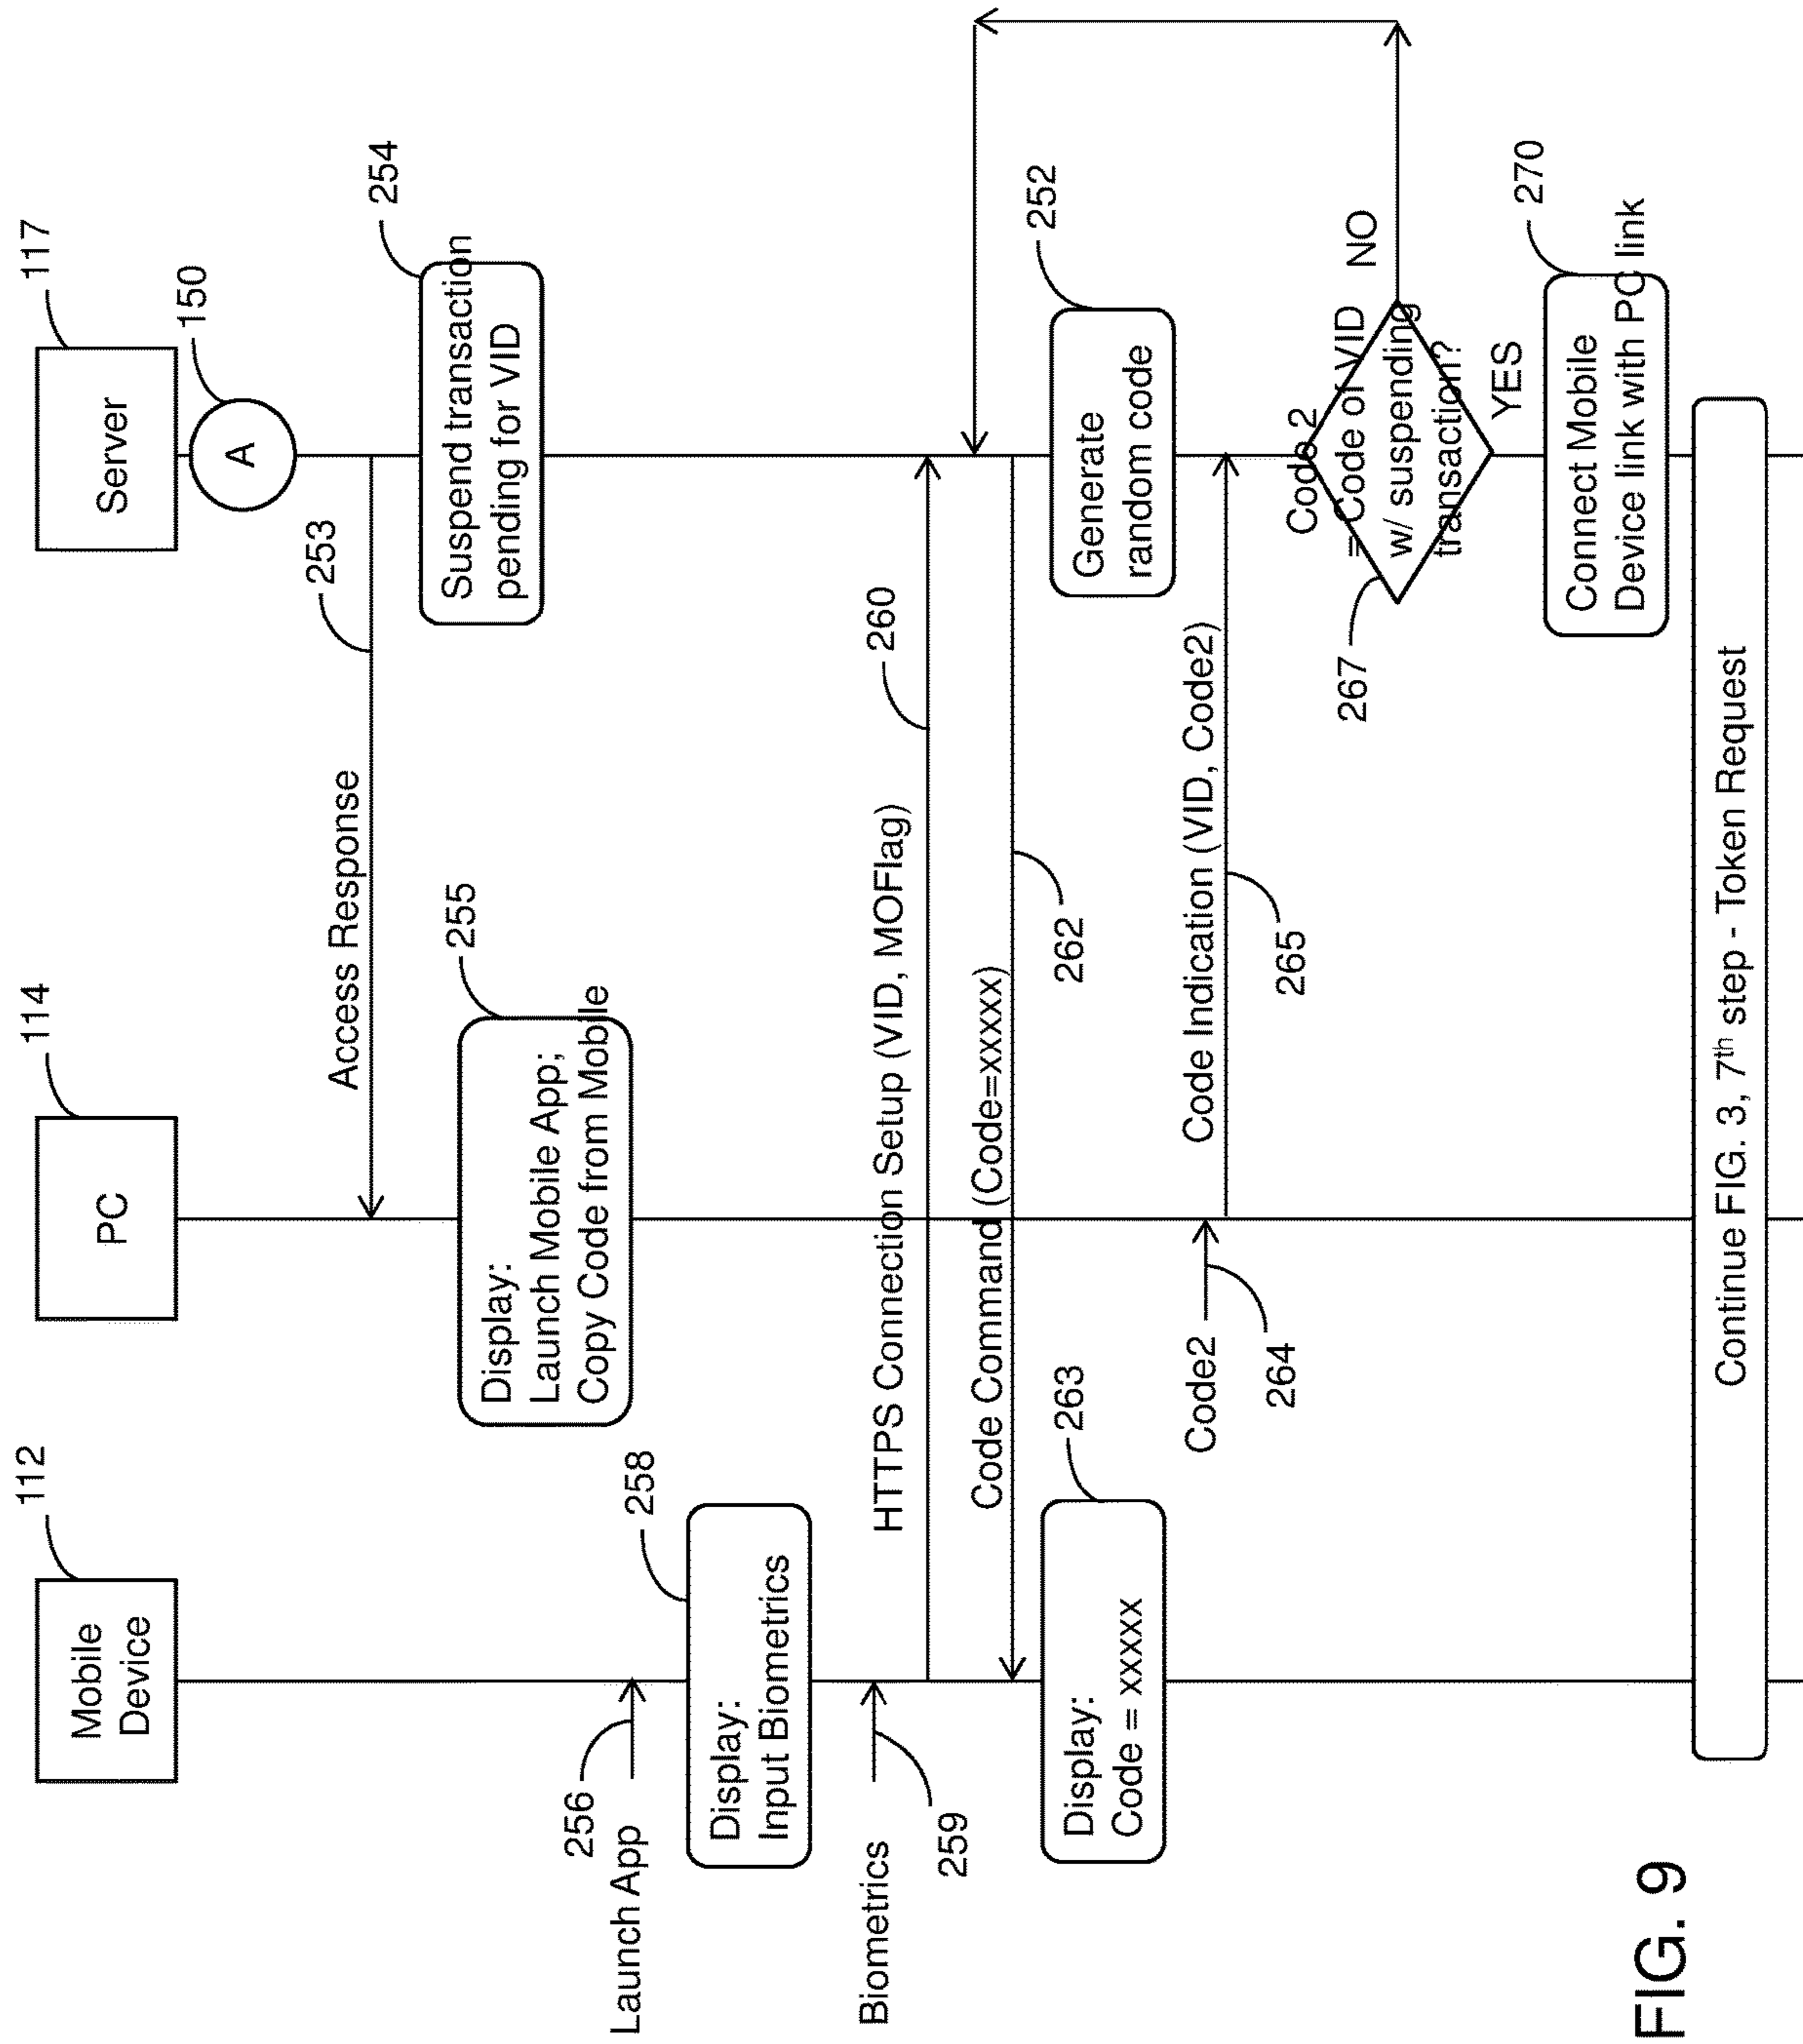 Mobile
Device
112
PC
114
Server
117
A
150
Access Response
253
Suspend transaction
pending for VID
254
Display:
Launch Mobile App;
Copy Code from Mobile
255
256
Launch App
Display:
Input Biometrics
258
Biometrics
259
HTTPS Connection Setup (VID, MOFlag)
260
Code Command (Code=xxxxx)
262
Generate
random code
252
Display:
Code = xxxxx
263
Code2
264
Code Indication (VID, Code2)
265
Code 2
= Code of VID
w/ suspending
transaction?
267
NO
YES
Connect Mobile
Device link with PC link
270
Continue FIG. 3, 7th step - Token Request
FIG. 9